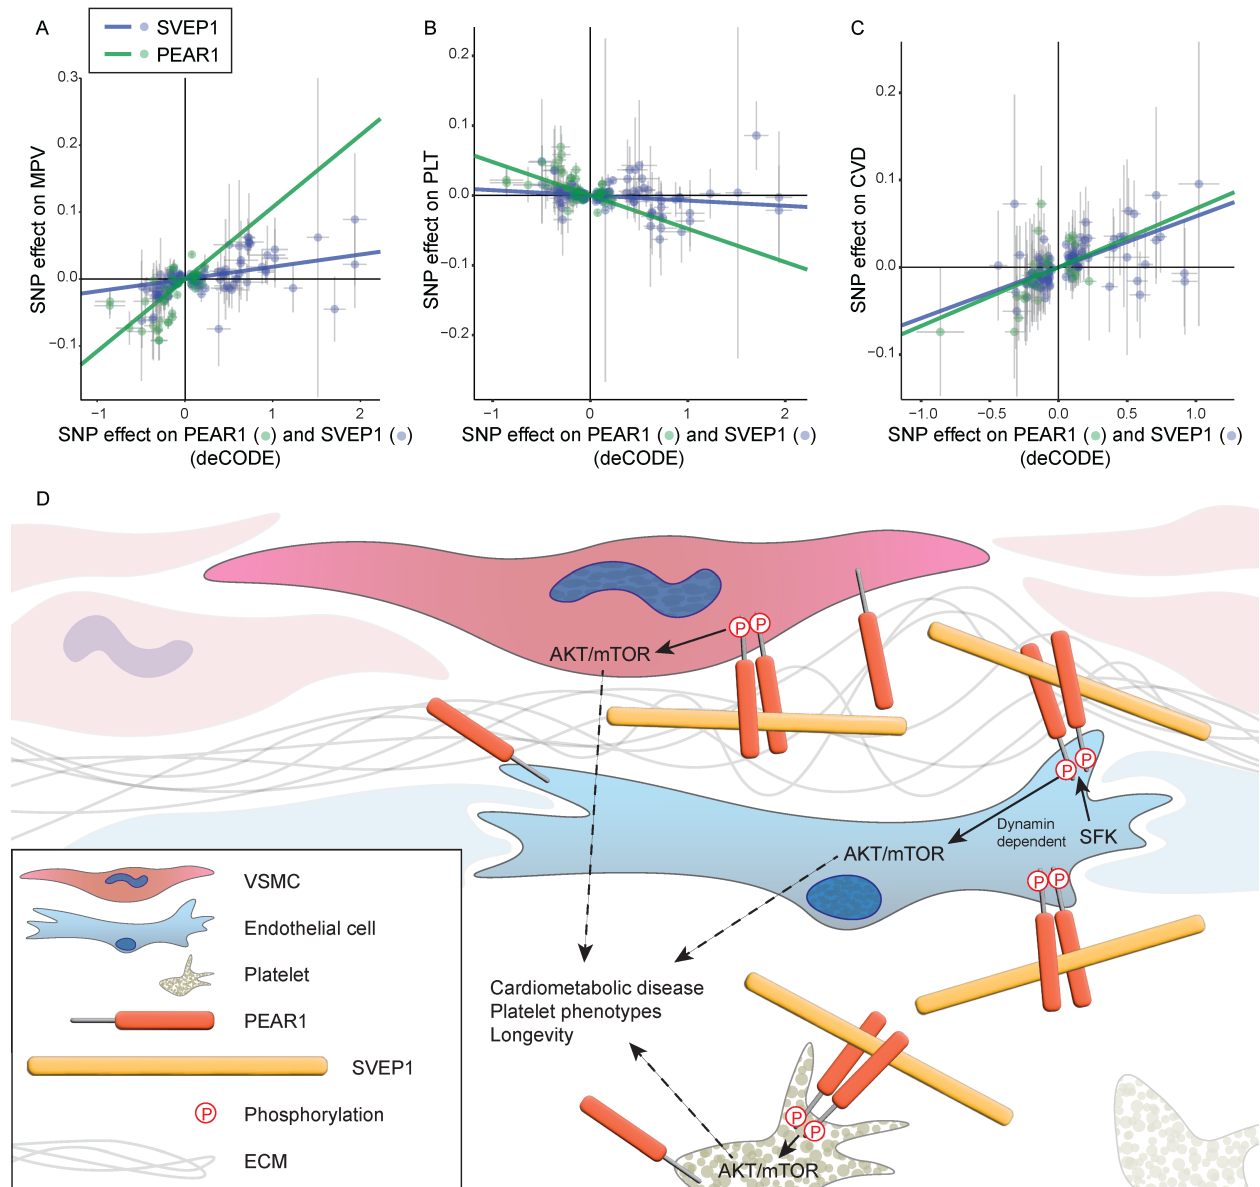 A
SVEP1
PEAR1
SNP effect on MPV
0.3
0.2
0.1
0.0
−0.1
−1
0
1
2
SNP effect on PEAR1 (●) and SVEP1 (●)
(deCODE)
B
SNP effect on PLT
0.2
0.1
0.0
−0.1
−0.2
−1
0
1
2
SNP effect on PEAR1 (●) and SVEP1 (●)
(deCODE)
C
SNP effect on CVD
0.2
0.1
0.0
−0.1
−1.0
−0.5
0.0
0.5
1.0
SNP effect on PEAR1 (●) and SVEP1 (●)
(deCODE)
D
P
P
AKT/mTOR
P
P
Dynamin
dependent
SFK
AKT/mTOR
P
P
Cardiometabolic disease
Platelet phenotypes
Longevity
P
P
AKT/mTOR
VSMC
Endothelial cell
Platelet
PEAR1
SVEP1
P
Phosphorylation
ECM